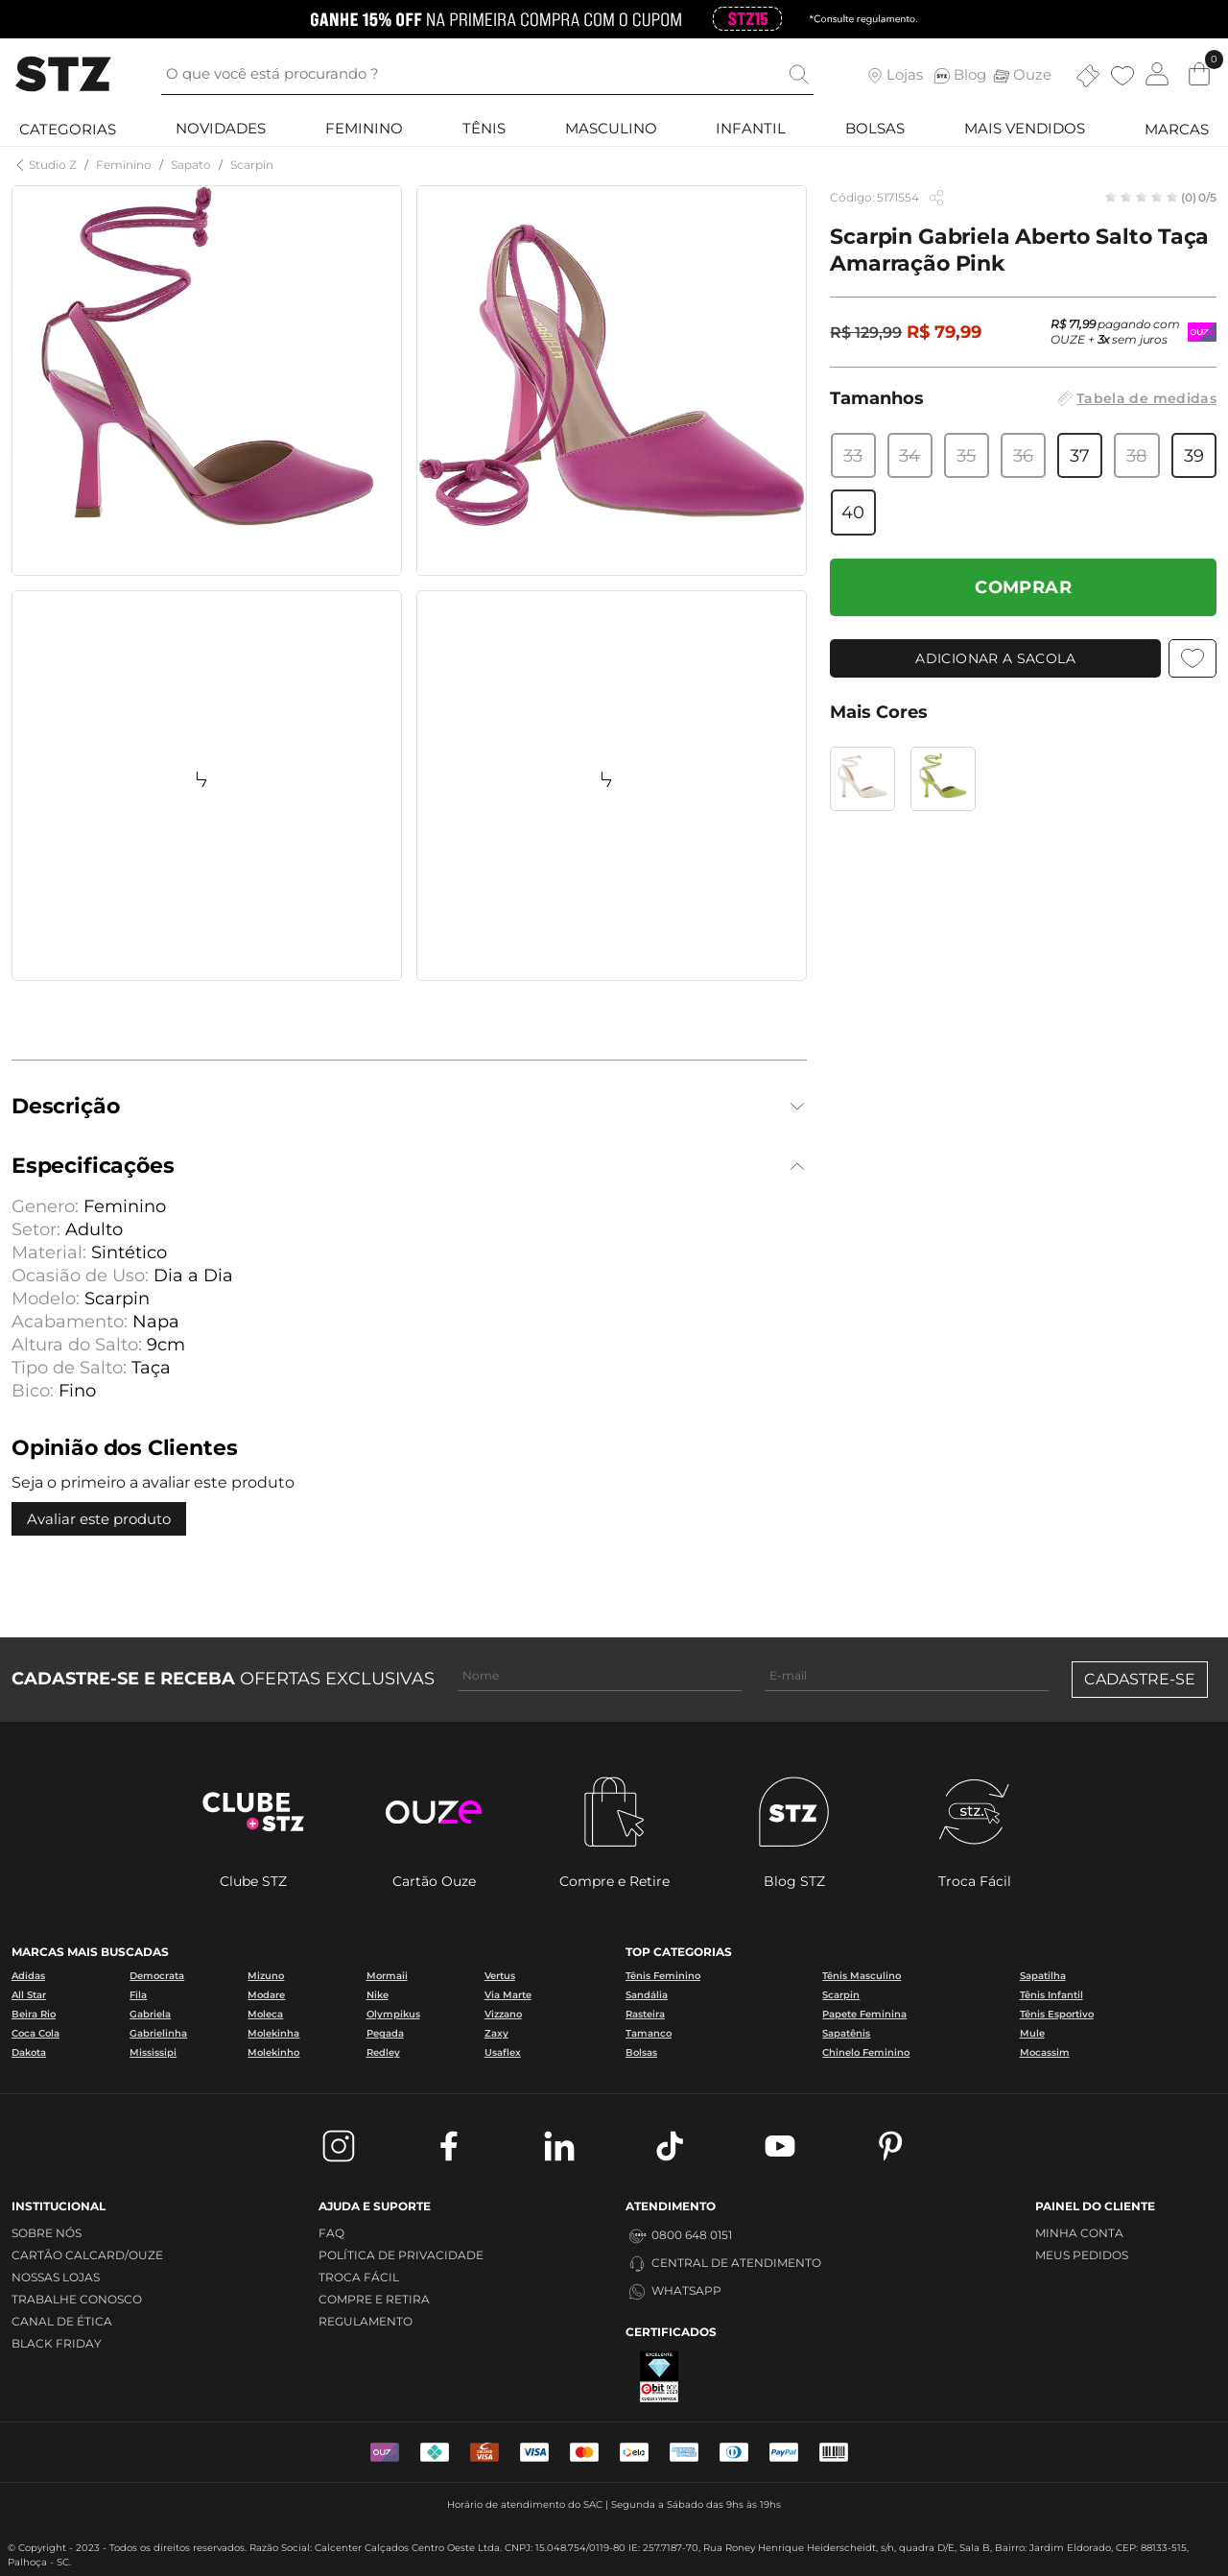 GANHE 15% OFF NA PRIMEIRA COMPRA COM O CUPOM STZ15 *Consulte regulamento.
STZ O que você está procurando ? Lojas Blog Ouze 0
CATEGORIAS NOVIDADES FEMININO TÊNIS MASCULINO INFANTIL BOLSAS MAIS VENDIDOS MARCAS
Studio Z / Feminino / Sapato / Scarpin
Código: 5171554 (0) 0/5
Scarpin Gabriela Aberto Salto Taça
Amarração Pink
R$ 129,99 R$ 79,99
R$ 71,99 pagando com
OUZE + 3x sem juros
Tamanhos Tabela de medidas
33 34 35 36 37 38 39
40
COMPRAR
ADICIONAR A SACOLA
Mais Cores
Descrição
Especificações
Genero: Feminino
Setor: Adulto
Material: Sintético
Ocasião de Uso: Dia a Dia
Modelo: Scarpin
Acabamento: Napa
Altura do Salto: 9cm
Tipo de Salto: Taça
Bico: Fino
Opinião dos Clientes
Seja o primeiro a avaliar este produto
Avaliar este produto
CADASTRE-SE E RECEBA OFERTAS EXCLUSIVAS Nome E-mail CADASTRE-SE
CLUBE + STZ ouze STZ stz.
Clube STZ Cartão Ouze Compre e Retire Blog STZ Troca Fácil
MARCAS MAIS BUSCADAS
Adidas Democrata Mizuno Mormaii Vertus
All Star Fila Modare Nike Via Marte
Beira Rio Gabriela Moleca Olympikus Vizzano
Coca Cola Gabrielinha Molekinha Pegada Zaxy
Dakota Mississipi Molekinho Redley Usaflex
TOP CATEGORIAS
Tênis Feminino Tênis Masculino Sapatilha
Sandália Scarpin Tênis Infantil
Rasteira Papete Feminina Tênis Esportivo
Tamanco Sapatênis Mule
Bolsas Chinelo Feminino Mocassim
INSTITUCIONAL
SOBRE NÓS
CARTÃO CALCARD/OUZE
NOSSAS LOJAS
TRABALHE CONOSCO
CANAL DE ÉTICA
BLACK FRIDAY
AJUDA E SUPORTE
FAQ
POLÍTICA DE PRIVACIDADE
TROCA FÁCIL
COMPRE E RETIRA
REGULAMENTO
ATENDIMENTO
0800 648 0151
CENTRAL DE ATENDIMENTO
WHATSAPP
CERTIFICADOS
EXCELENTE
ebit
PAINEL DO CLIENTE
MINHA CONTA
MEUS PEDIDOS
OUZ VISA VISA elo PayPal
Horário de atendimento do SAC | Segunda a Sábado das 9hs às 19hs
© Copyright - 2023 - Todos os direitos reservados. Razão Social: Calcenter Calçados Centro Oeste Ltda. CNPJ: 15.048.754/0119-80 IE: 257.7187-70, Rua Roney Henrique Heiderscheidt, s/n, quadra D/E, Sala B, Bairro: Jardim Eldorado, CEP: 88133-515,
Palhoça - SC.